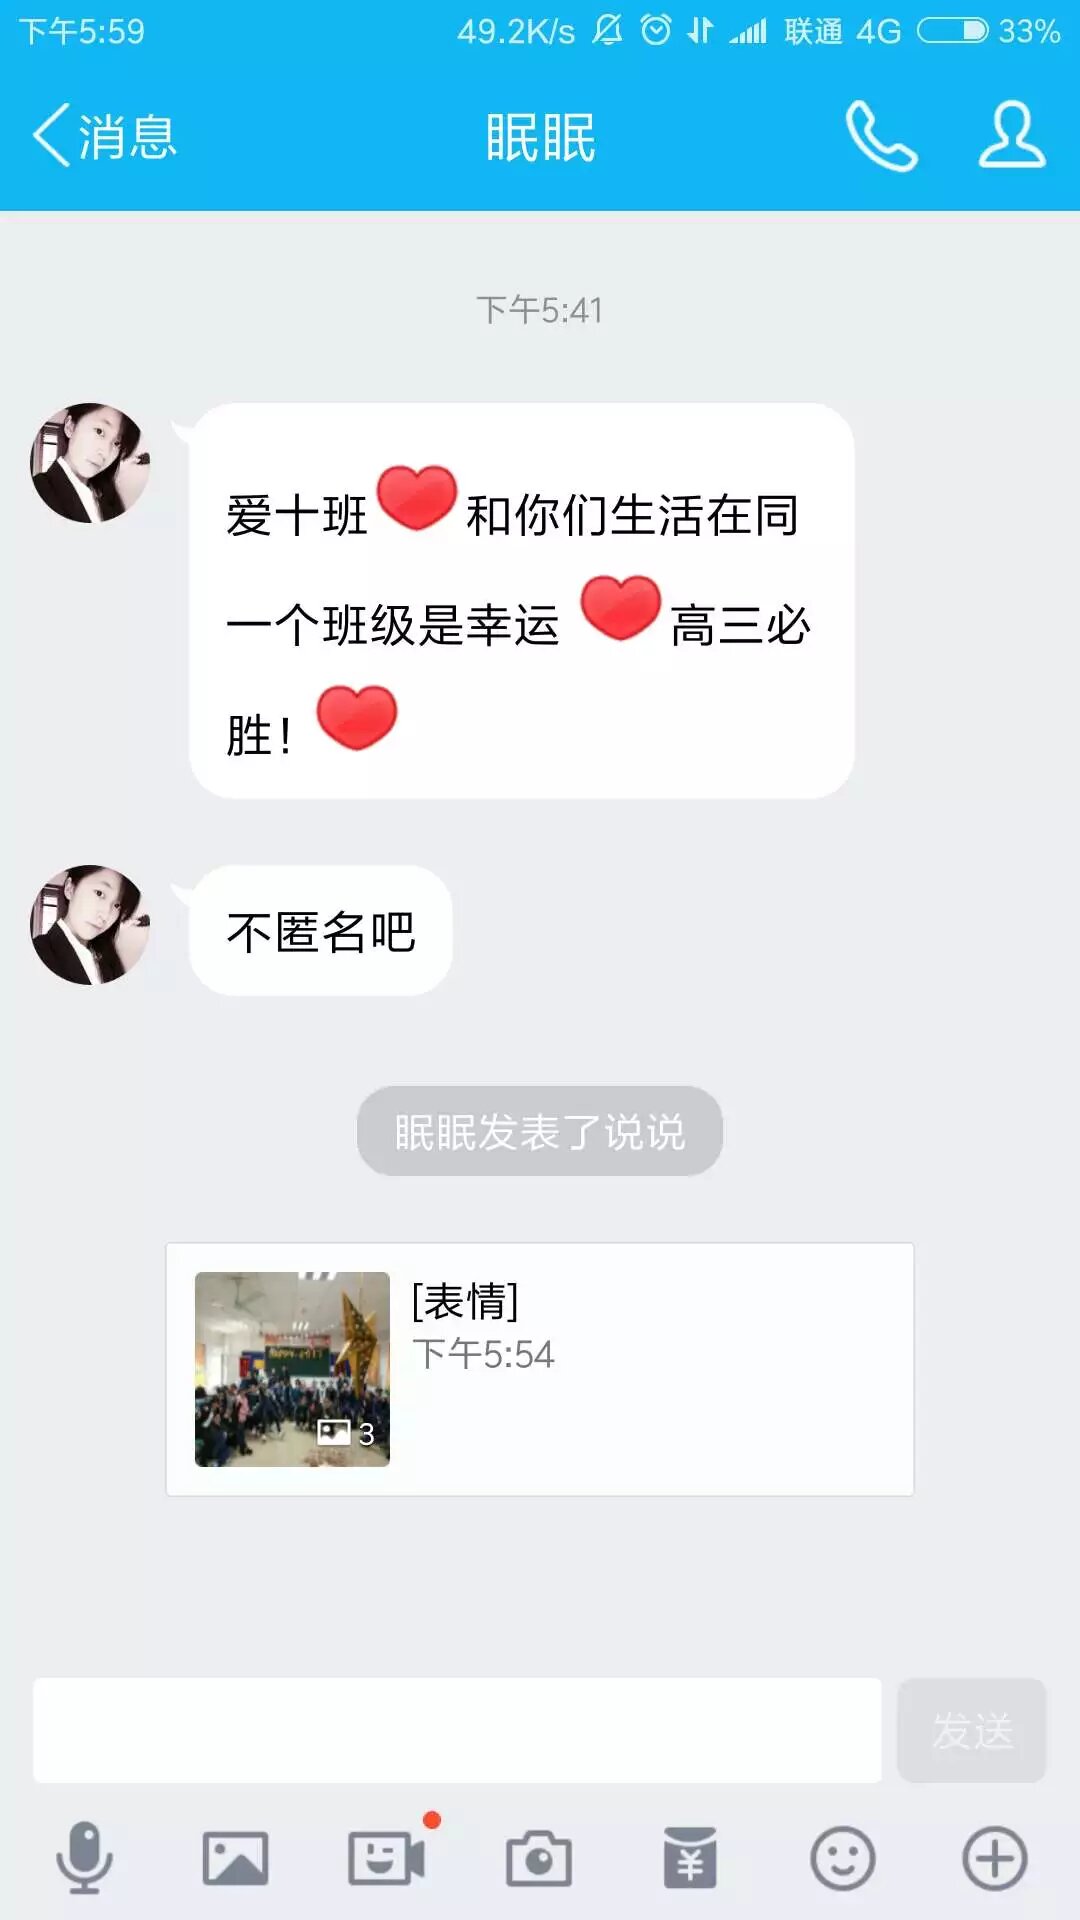 下午5:59 49.2K/s 联通 4G 33%
消息 眠眠
下午5:41
爱十班❤和你们生活在同
一个班级是幸运 ❤高三必
胜！❤
不匿名吧
眠眠发表了说说
[表情]
下午5:54
3
发送